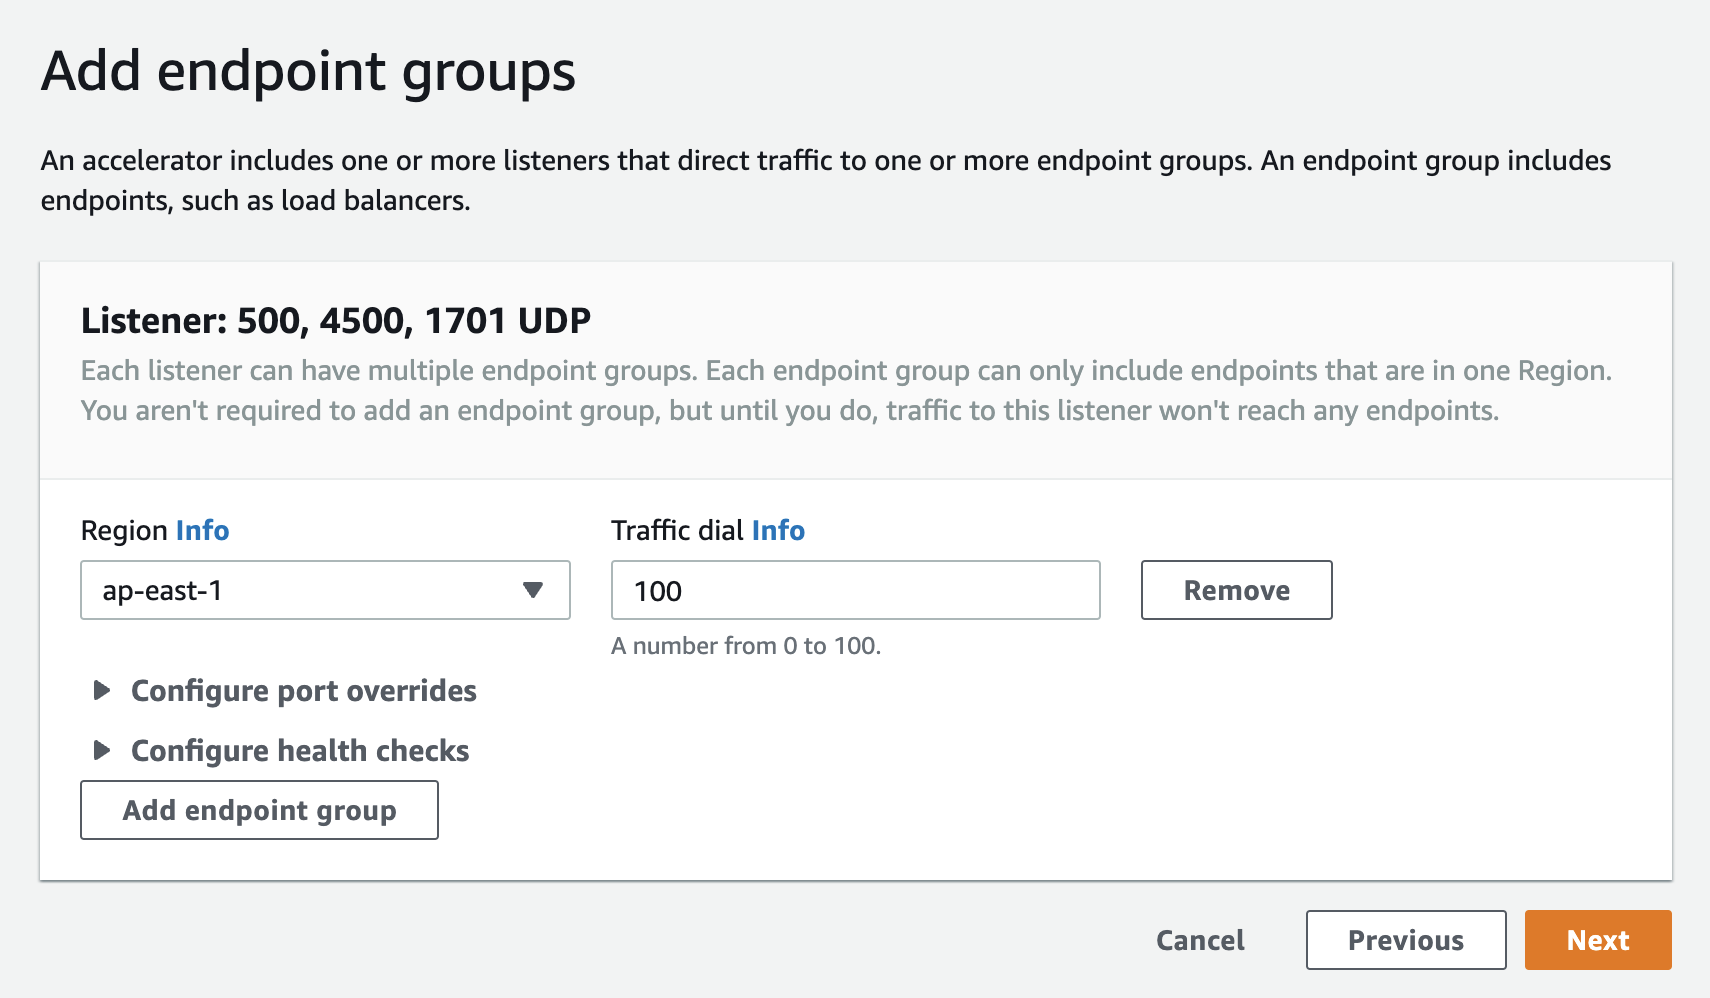 Add endpoint groups
An accelerator includes one or more listeners that direct traffic to one or more endpoint groups. An endpoint group includes
endpoints, such as load balancers.
Listener: 500, 4500, 1701 UDP
Each listener can have multiple endpoint groups. Each endpoint group can only include endpoints that are in one Region.
You aren't required to add an endpoint group, but until you do, traffic to this listener won't reach any endpoints.
Region Info
Traffic dial Info
ap-east-1
100
Remove
A number from 0 to 100.
Configure port overrides
Configure health checks
Add endpoint group
Cancel
Previous
Next